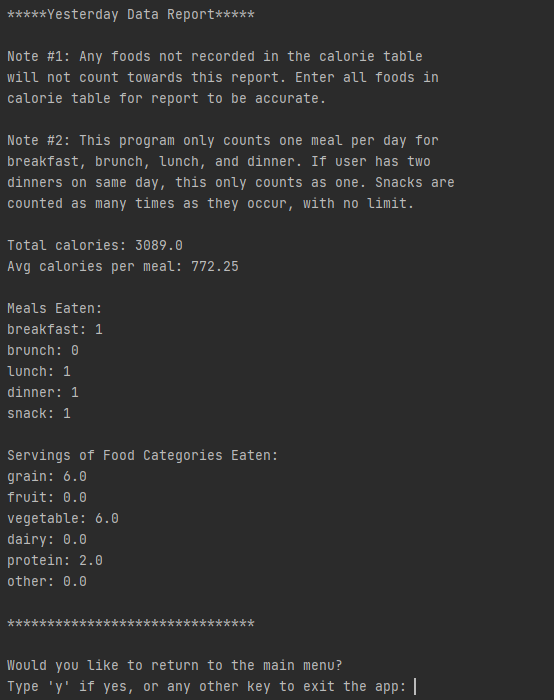 *****Yesterday Data Report*****
Note #1: Any foods not recorded in the calorie table
will not count towards this report. Enter all foods in
calorie table for report to be accurate.
Note #2: This program only counts one meal per day for
breakfast, brunch, lunch, and dinner. If user has two
dinners on same day, this only counts as one. Snacks are
counted as many times as they occur, with no limit.
Total calories: 3089.0
Avg calories per meal: 772.25
Meals Eaten:
breakfast: 1
brunch: 0
lunch: 1
dinner: 1
snack: 1
Servings of Food Categories Eaten:
grain: 6.0
fruit: 0.0
vegetable: 6.0
dairy: 0.0
protein: 2.0
other: 0.0
*******************************
Would you like to return to the main menu?
Type 'y' if yes, or any other key to exit the app: